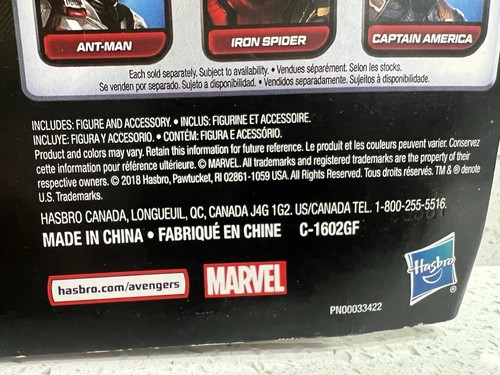 ANT-MAN
IRON SPIDER
CAPTAIN AMERICA
Each sold separately. Subject to availability. • Vendues séparément. Selon les stocks.
Se venden por separado. Sujeto a disponibilidad. • Vendidos separadamente. Sujeitos à disponibilidade.
INCLUDES: FIGURE AND ACCESSORY. • INCLUS: FIGURINE ET ACCESSOIRE.
INCLUYE: FIGURA Y ACCESORIO. • CONTÉM: FIGURA E ACESSÓRIO.
Product and colors may vary. Retain this information for future reference. Le produit et les couleurs peuvent varier. Conservez
cette information pour référence ultérieure. © MARVEL. All trademarks and registered trademarks are the property of their
respective owners. © 2018 Hasbro, Pawtucket, RI 02861-1059 USA. All Rights Reserved. Tous droits réservés. TM & ® denote
U.S. Trademarks.
HASBRO CANADA, LONGUEUIL, QC, CANADA J4G 1G2. US/CANADA TEL. 1-800-255-5516.
MADE IN CHINA • FABRIQUÉ EN CHINE C-1602GF
hasbro.com/avengers
MARVEL
Hasbro
®
PN00033422